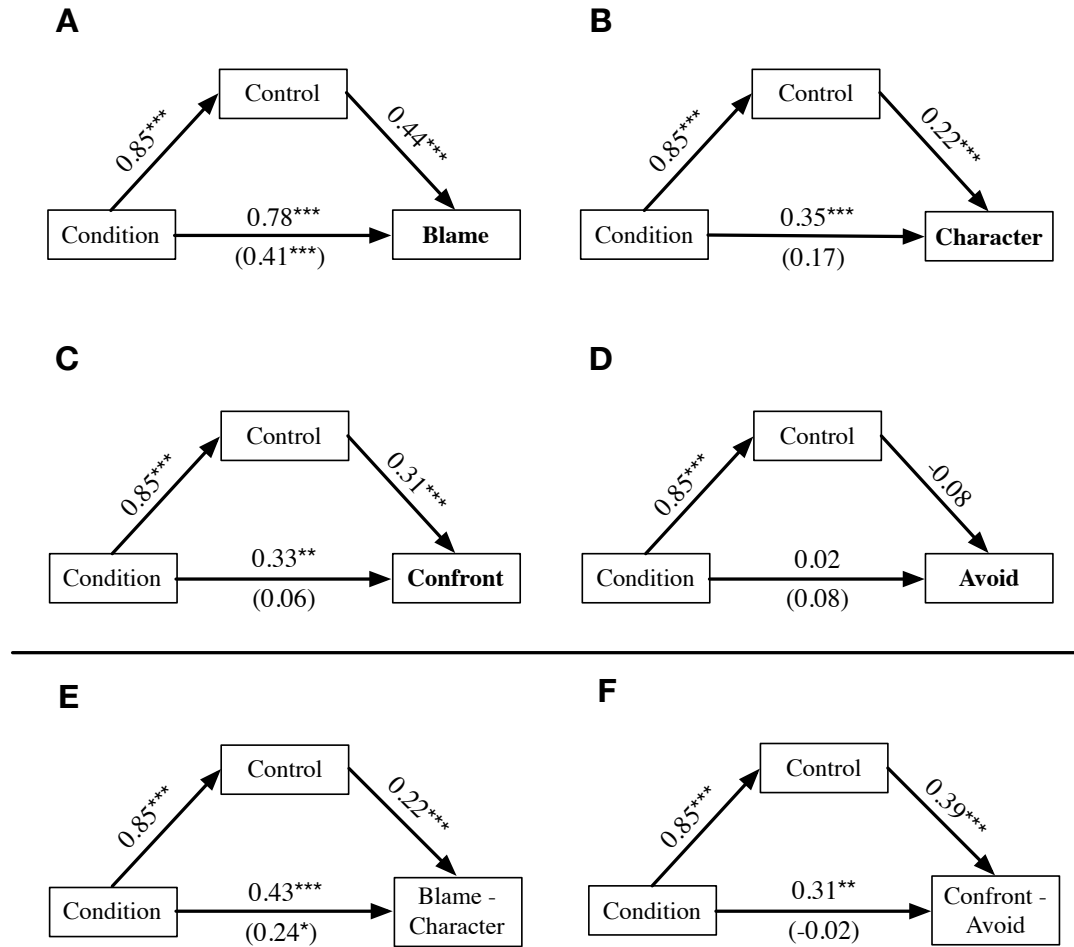 A
B
Control
Control
0.85***
0.44***
0.85***
0.22***
Condition
0.78***
(0.41***)
Blame
Condition
0.35***
(0.17)
Character
C
D
Control
Control
0.85***
0.31***
0.85***
-0.08
Condition
0.33**
(0.06)
Confront
Condition
0.02
(0.08)
Avoid
E
F
Control
Control
0.85***
0.22***
0.85***
0.39***
Condition
0.43***
(0.24*)
Blame -
Character
Condition
0.31**
(-0.02)
Confront -
Avoid